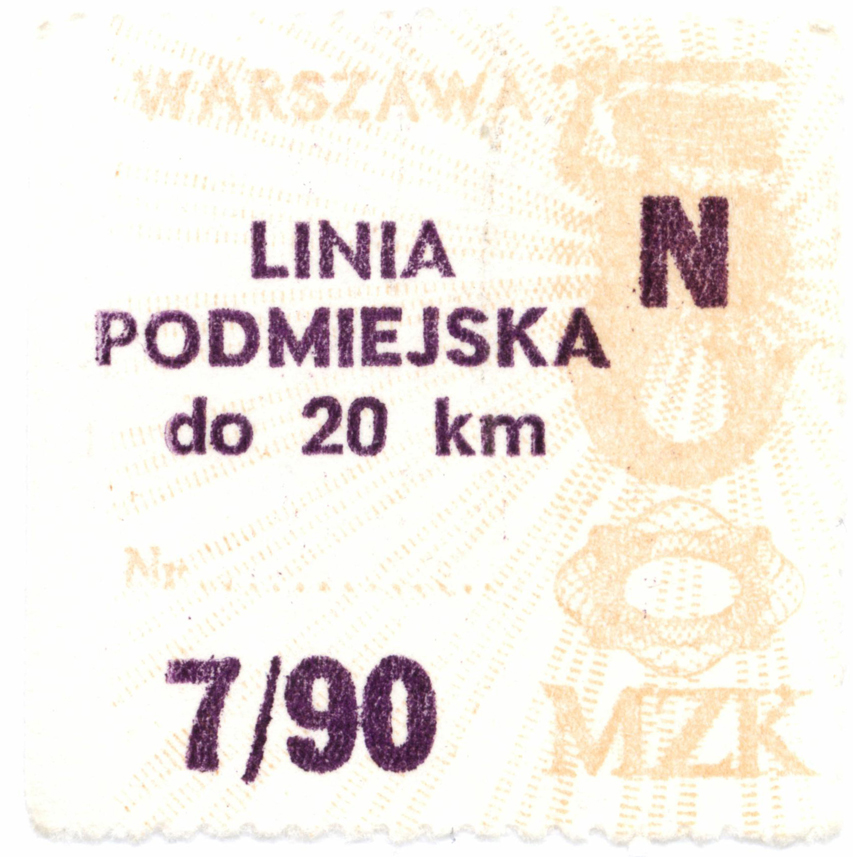 WARSZAWA
LINIA
N
PODMIEJSKA
do 20 km
Nr..................
7/90
MZK